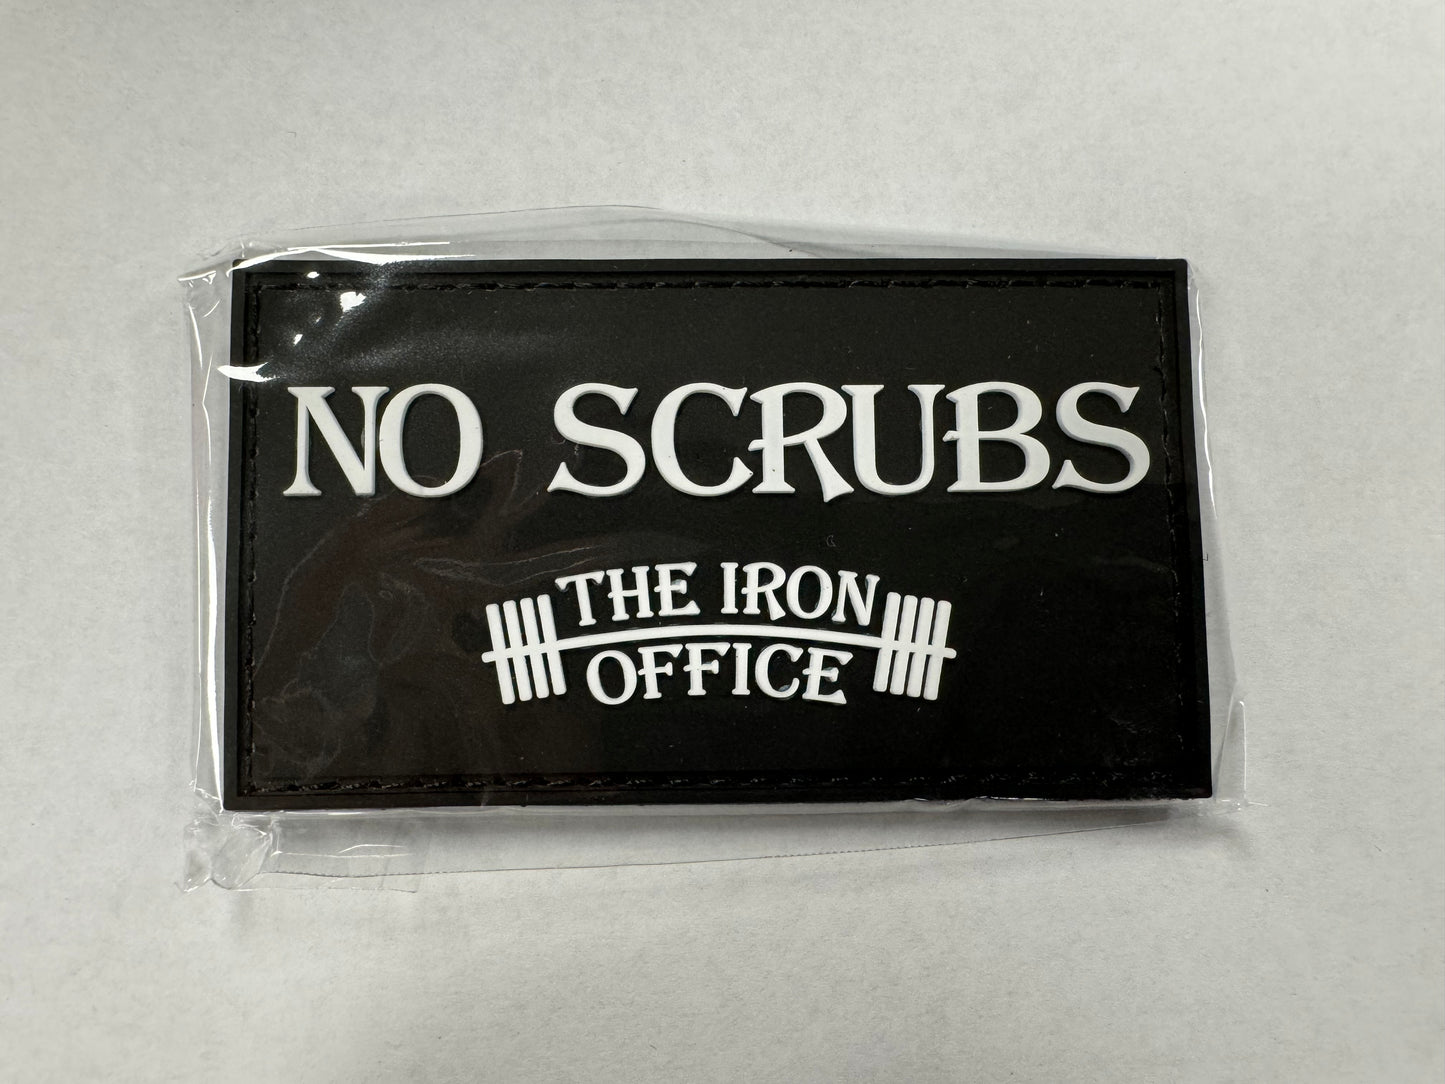 NO SCRUBS
THE IRON
OFFICE